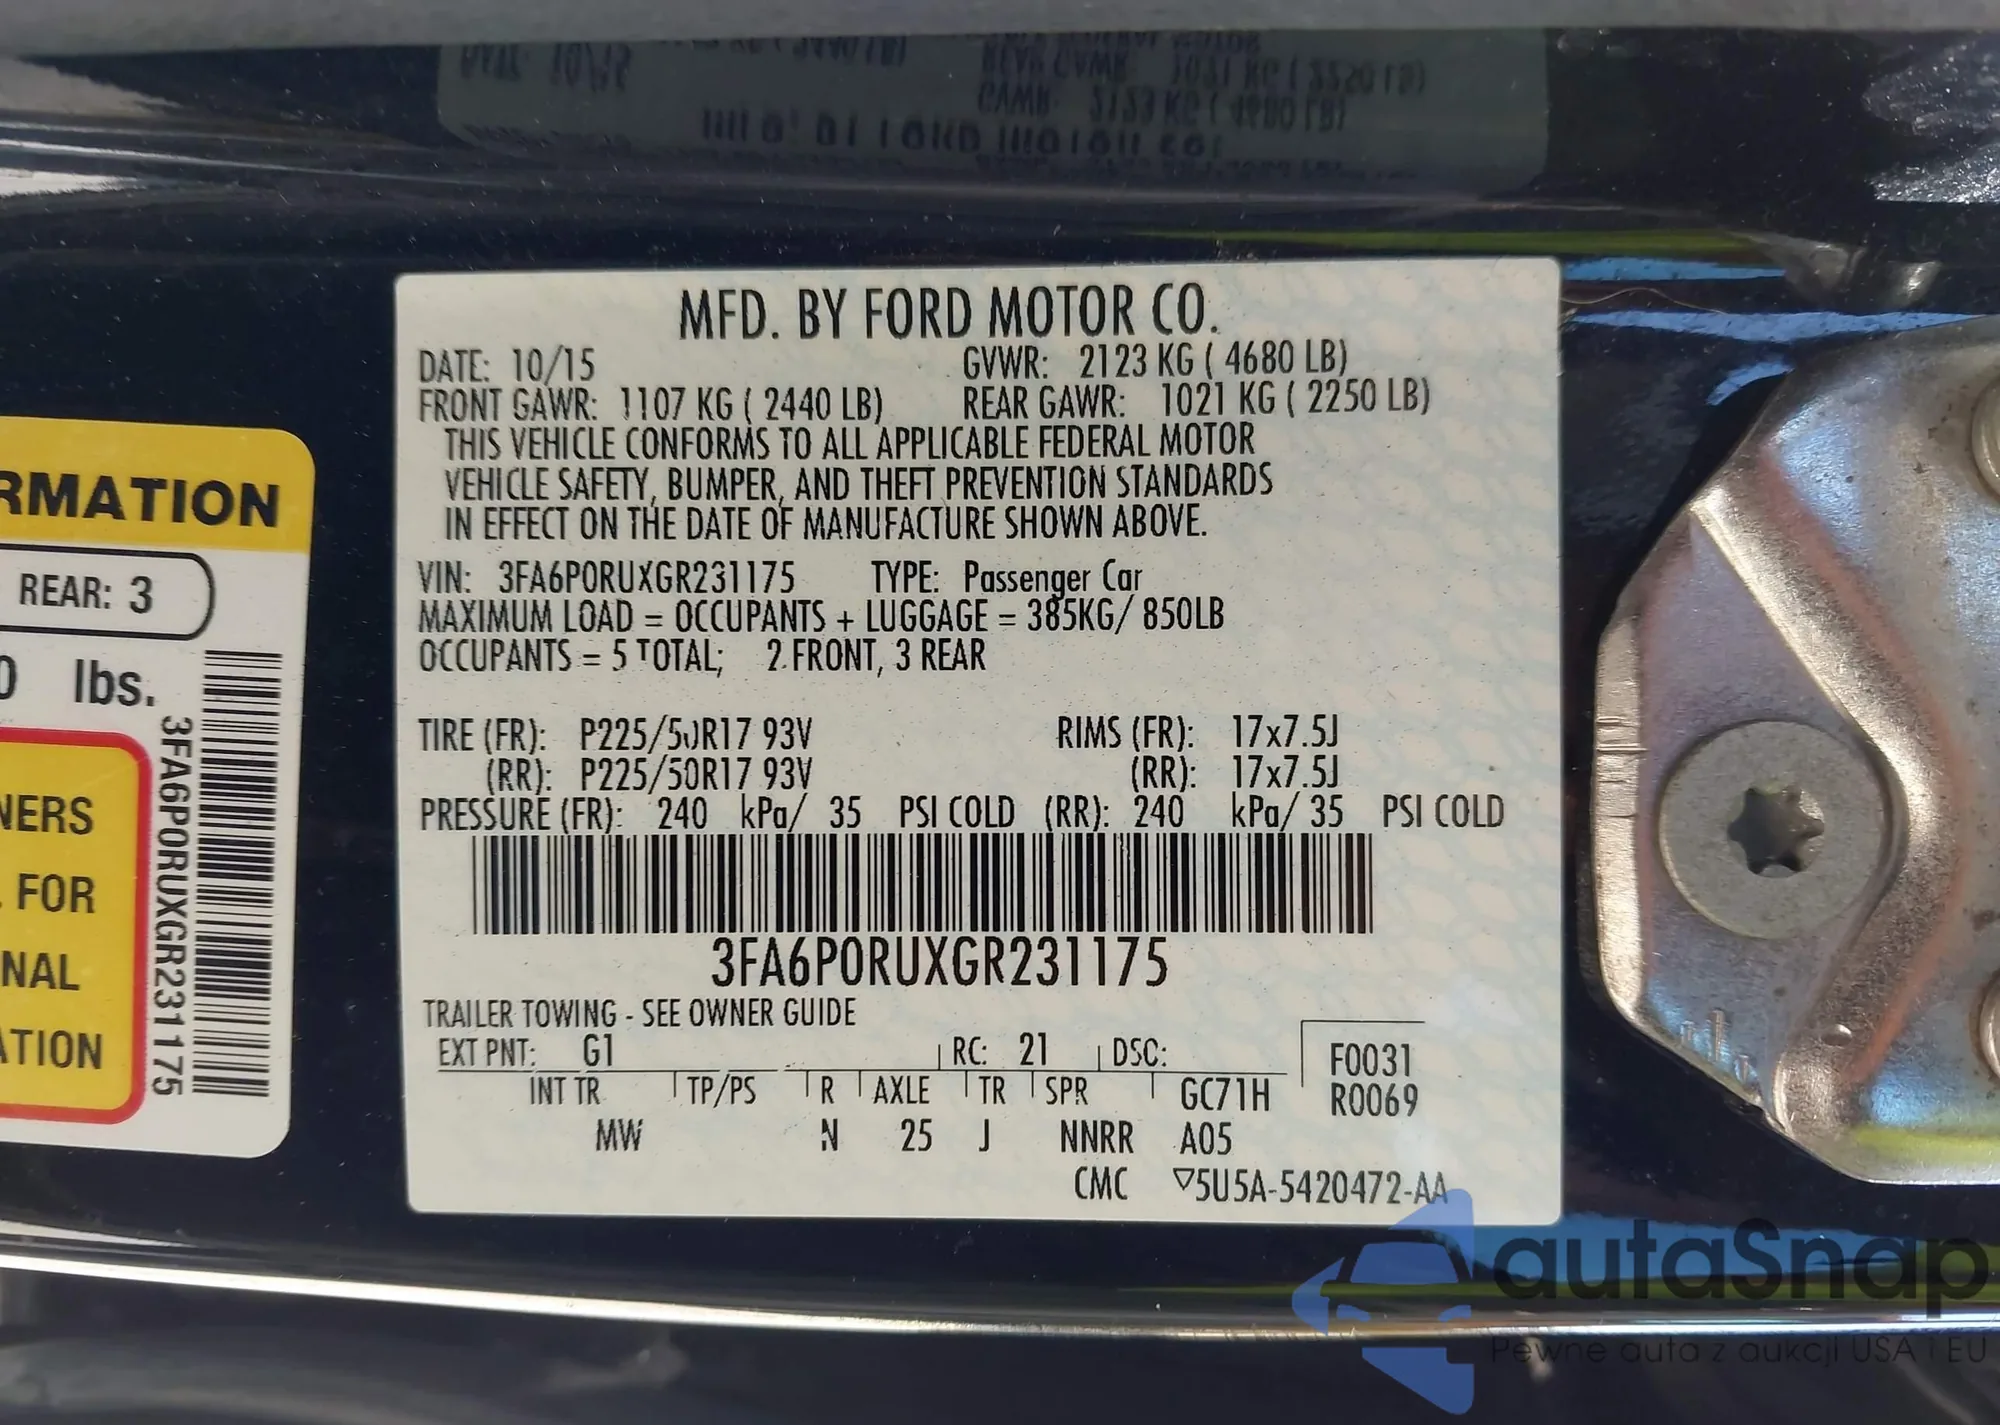 MFD. BY FORD MOTOR CO.
DATE: 10/15 GVWR: 2123 KG ( 4680 LB)
FRONT GAWR: 1107 KG ( 2440 LB) REAR GAWR: 1021 KG ( 2250 LB)
THIS VEHICLE CONFORMS TO ALL APPLICABLE FEDERAL MOTOR
VEHICLE SAFETY, BUMPER, AND THEFT PREVENTION STANDARDS
IN EFFECT ON THE DATE OF MANUFACTURE SHOWN ABOVE.
VIN: 3FA6P0RUXGR231175 TYPE: Passenger Car
MAXIMUM LOAD = OCCUPANTS + LUGGAGE = 385KG/ 850LB
OCCUPANTS = 5 TOTAL; 2 FRONT, 3 REAR
TIRE (FR): P225/50R17 93V RIMS (FR): 17x7.5J
(RR): P225/50R17 93V (RR): 17x7.5J
PRESSURE (FR): 240 kPa/ 35 PSI COLD (RR): 240 kPa/ 35 PSI COLD
3FA6P0RUXGR231175
TRAILER TOWING - SEE OWNER GUIDE
EXT PNT: G1 RC: 21 DSO: F0031
INT TR TP/PS R AXLE TR SPR GC71H R0069
MW N 25 J NNRR A05
CMC ▽5U5A-5420472-AA
RMATION
REAR: 3
0 lbs.
3FA6P0RUXGR231175
NERS
. FOR
NAL
ATION
autaSnap
Pewne auta z aukcji USA i EU